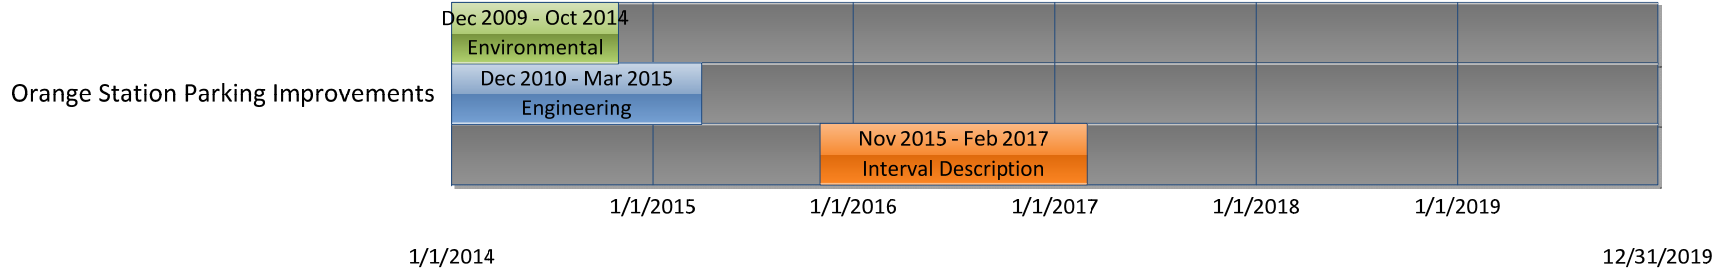 Dec 2009 - Oct 2014
Environmental
Orange Station Parking Improvements
Dec 2010 - Mar 2015
Engineering
Nov 2015 - Feb 2017
Interval Description
1/1/2015 1/1/2016 1/1/2017 1/1/2018 1/1/2019
1/1/2014 12/31/2019